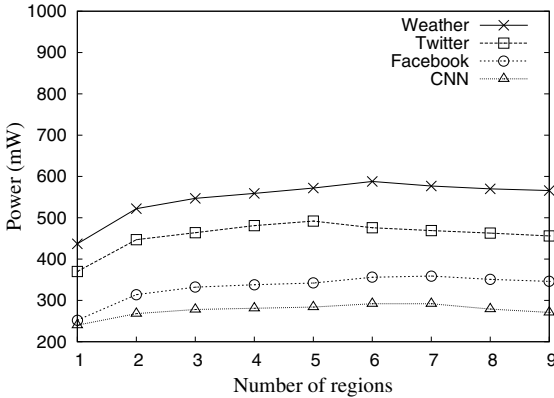 1000
900
800
700
600
500
400
300
200
Power (mW)
Weather
Twitter
Facebook
CNN
1 2 3 4 5 6 7 8 9
Number of regions